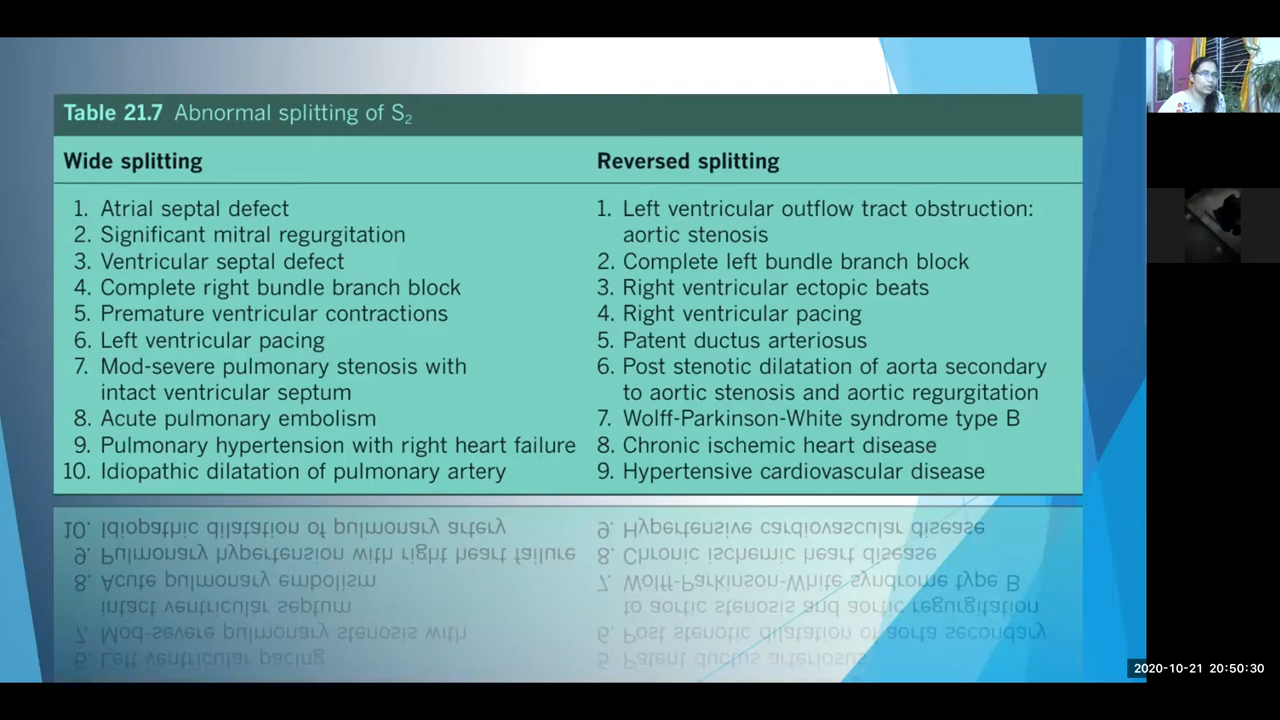 Table 21.7 Abnormal splitting of S₂
Wide splitting
1. Atrial septal defect
2. Significant mitral regurgitation
3. Ventricular septal defect
4. Complete right bundle branch block
5. Premature ventricular contractions
6. Left ventricular pacing
7. Mod-severe pulmonary stenosis with
intact ventricular septum
8. Acute pulmonary embolism
9. Pulmonary hypertension with right heart failure
10. Idiopathic dilatation of pulmonary artery
Reversed splitting
1. Left ventricular outflow tract obstruction:
aortic stenosis
2. Complete left bundle branch block
3. Right ventricular ectopic beats
4. Right ventricular pacing
5. Patent ductus arteriosus
6. Post stenotic dilatation of aorta secondary
to aortic stenosis and aortic regurgitation
7. Wolff-Parkinson-White syndrome type B
8. Chronic ischemic heart disease
9. Hypertensive cardiovascular disease
2020-10-21 20:50:30